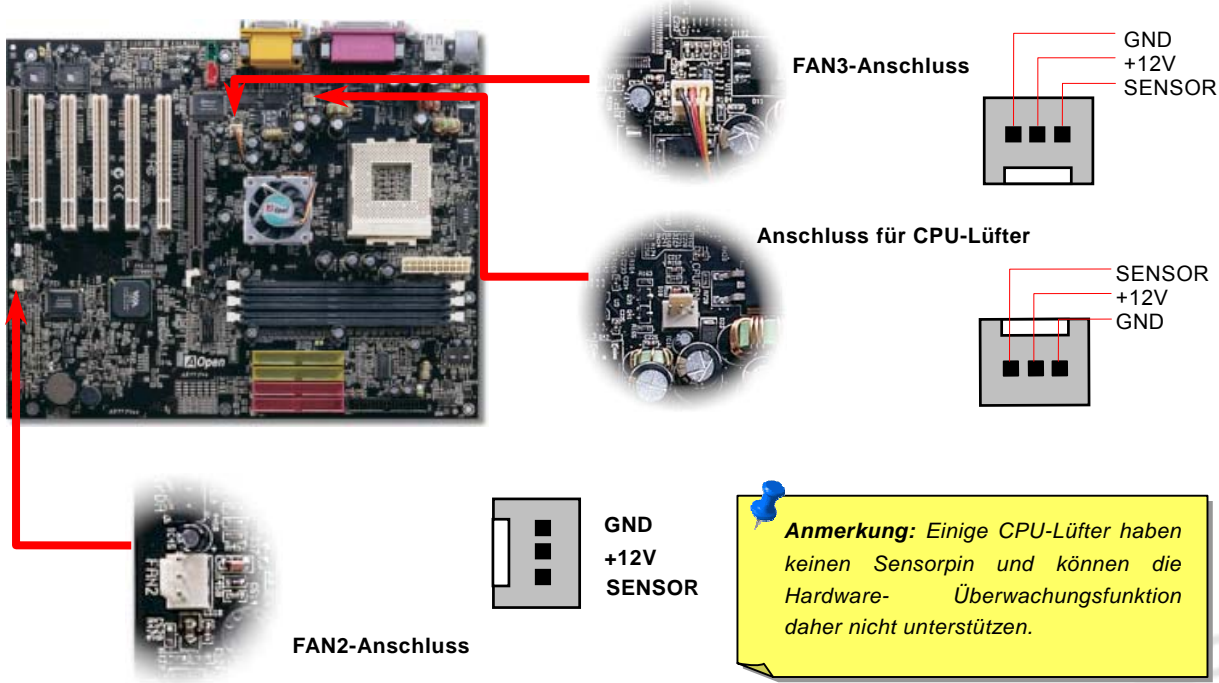 FAN3-Anschluss
GND
+12V
SENSOR
Anschluss für CPU-Lüfter
SENSOR
+12V
GND
AOpen
FAN2
FAN2-Anschluss
GND
+12V
SENSOR
Anmerkung: Einige CPU-Lüfter haben
keinen Sensorpin und können die
Hardware- Überwachungsfunktion
daher nicht unterstützen.